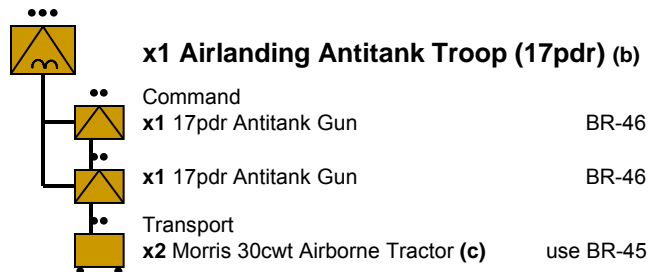 x1 Airlanding Antitank Troop (17pdr) (b)
Command
x1 17pdr Antitank Gun BR-46
x1 17pdr Antitank Gun BR-46
Transport
x2 Morris 30cwt Airborne Tractor (c) use BR-45